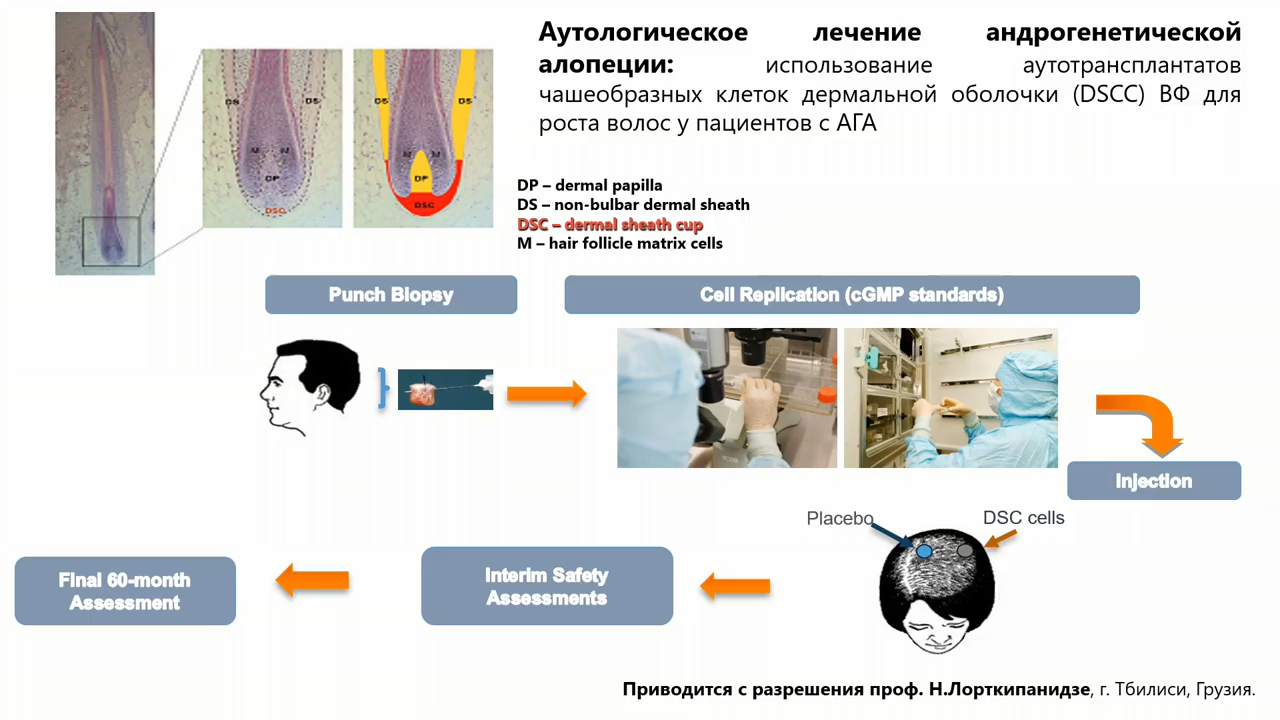 Аутологическое лечение андрогенетической
алопеции: использование аутотрансплантатов
чашеобразных клеток дермальной оболочки (DSCC) ВФ для
роста волос у пациентов с АГА
DS
DS
M
M
DP
DSC
DS
DS
M
M
DP
DSC
DP – dermal papilla
DS – non-bulbar dermal sheath
DSC – dermal sheath cup
M – hair follicle matrix cells
Punch Biopsy
Cell Replication (cGMP standards)
Injection
Placebo
DSC cells
Interim Safety
Assessments
Final 60-month
Assessment
Приводится с разрешения проф. Н.Лорткипанидзе, г. Тбилиси, Грузия.